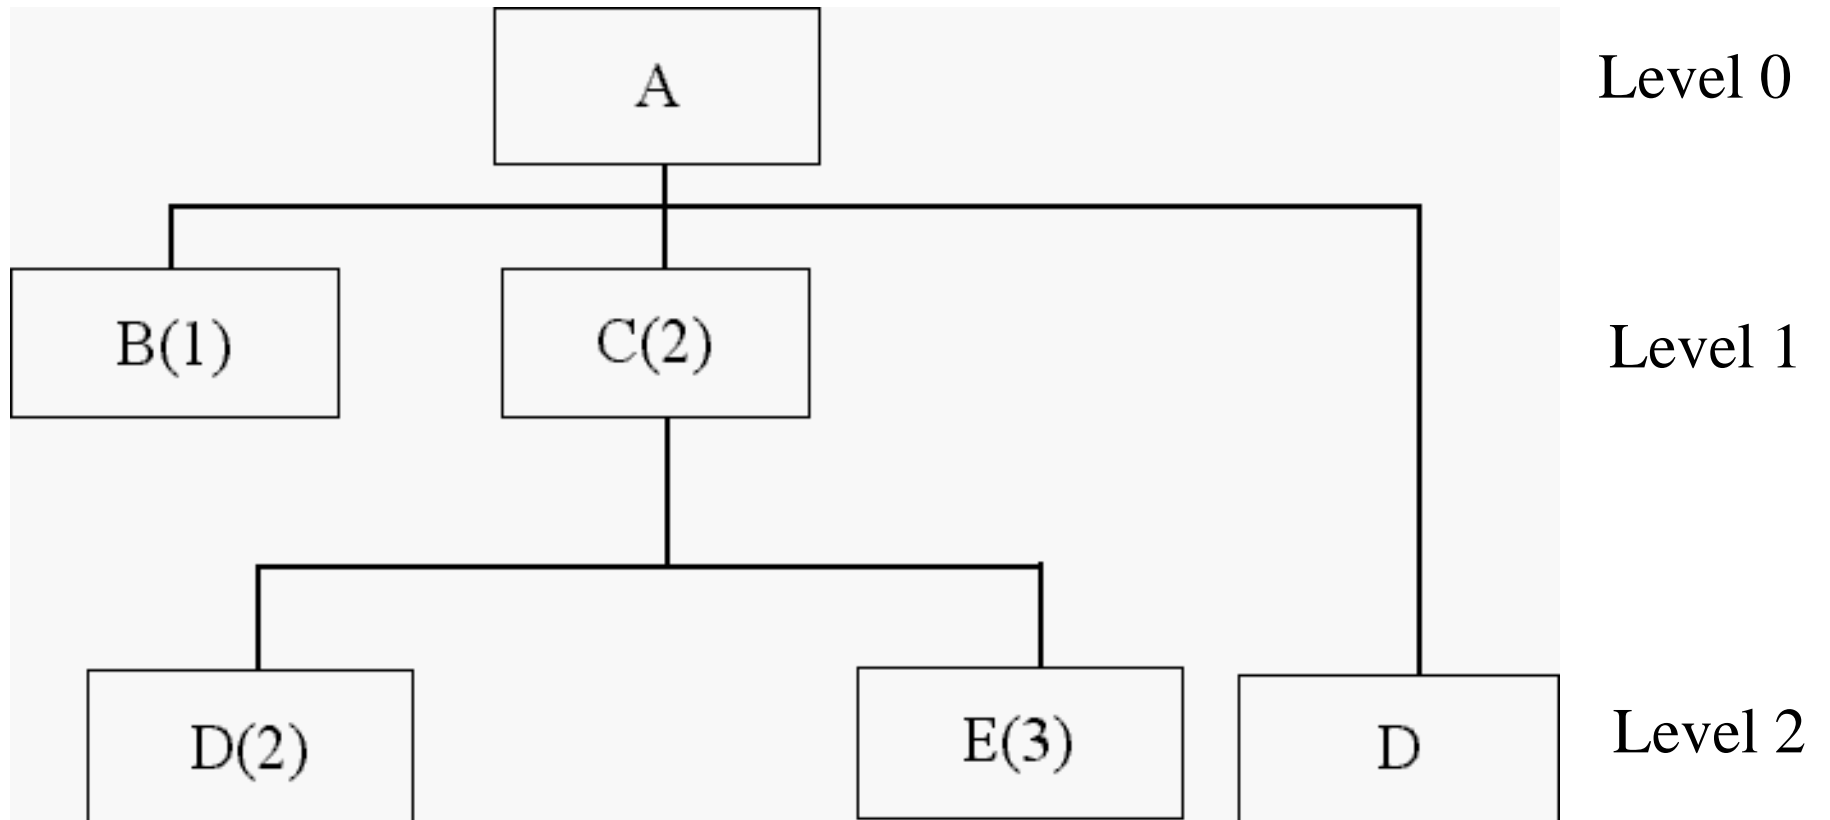 A
Level 0
B(1)
C(2)
Level 1
D(2)
E(3)
D
Level 2